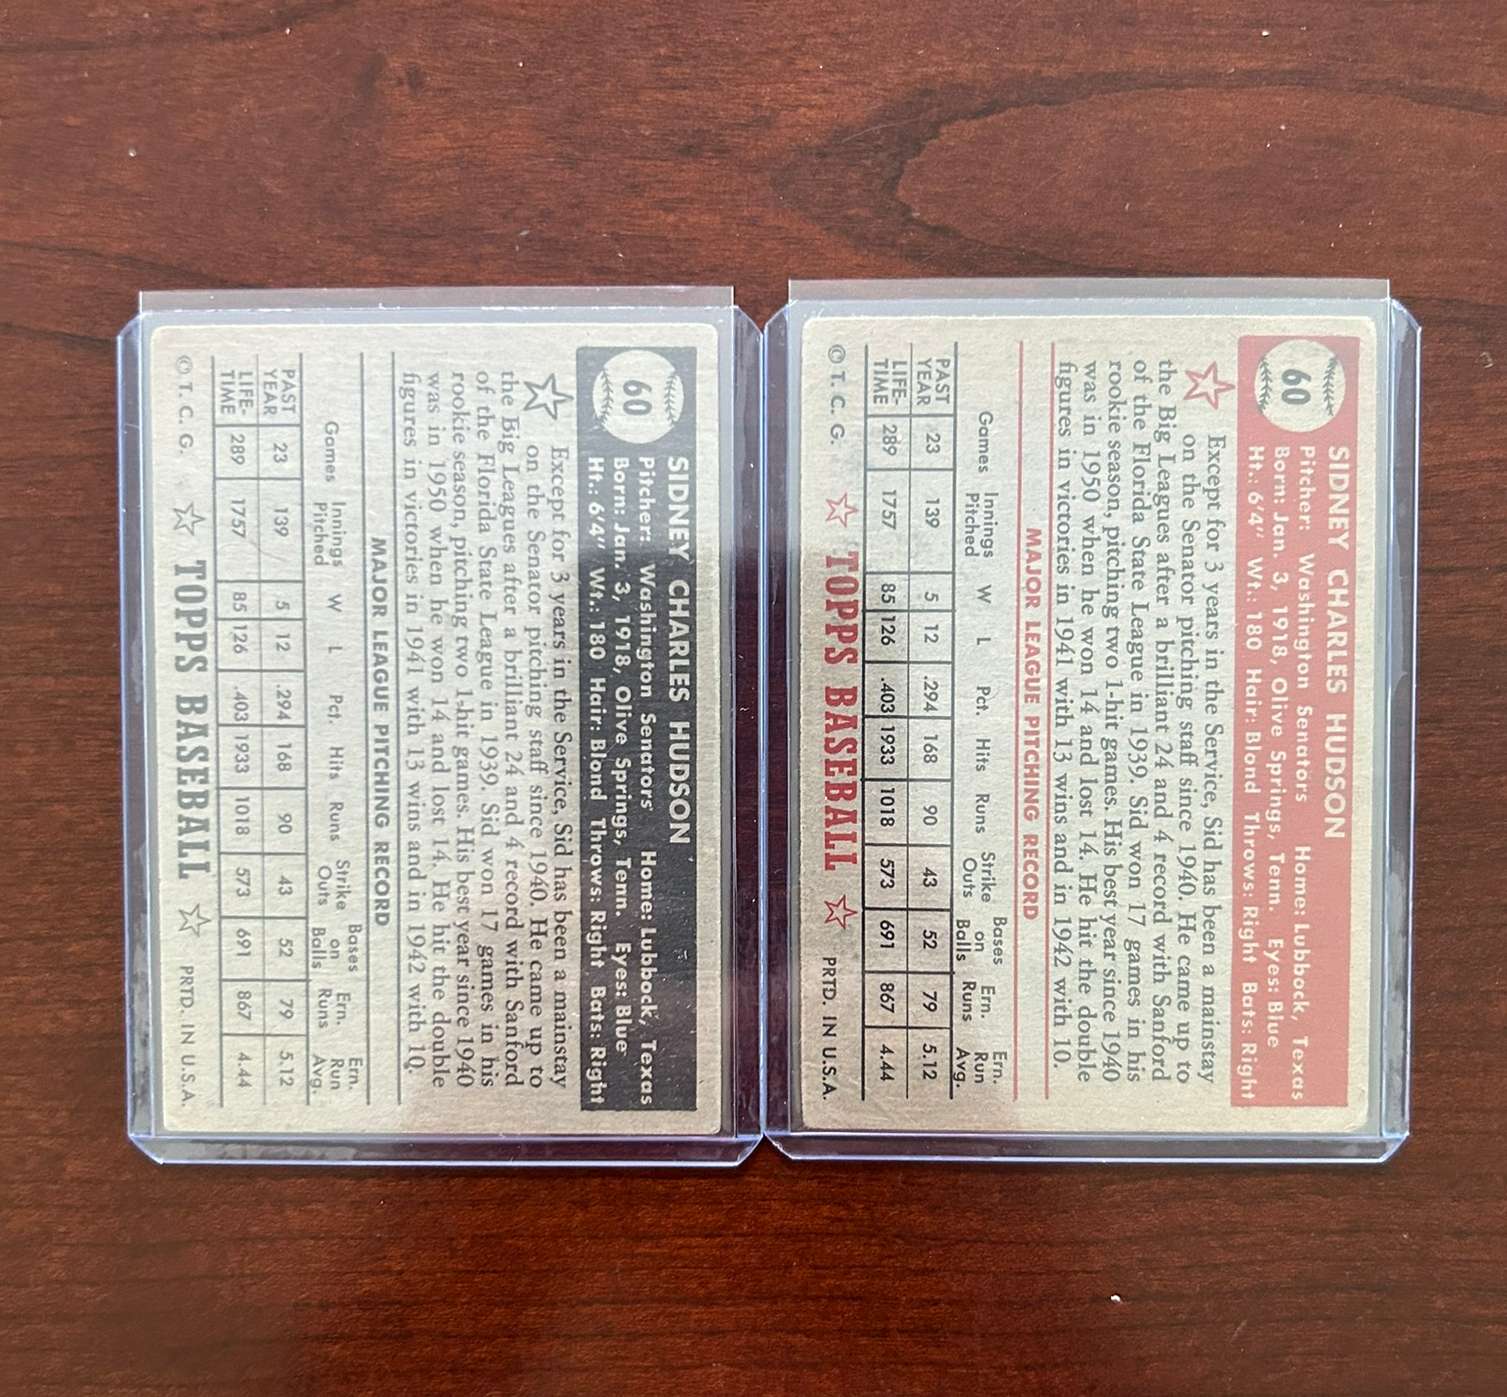 60
SIDNEY CHARLES HUDSON
Pitcher: Washington Senators Home: Lubbock, Texas
Born: Jan. 3, 1918, Olive Springs, Tenn. Eyes: Blue
Ht.: 6'4" Wt.: 180 Hair: Blond Throws: Right Bats: Right
Except for 3 years in the Service, Sid has been a mainstay
on the Senator pitching staff since 1940. He came up to
the Big Leagues after a brilliant 24 and 4 record with Sanford
of the Florida State League in 1939. Sid won 17 games in his
rookie season, pitching two 1-hit games. His best year since 1940
was in 1950 when he won 14 and lost 14. He hit the double
figures in victories in 1941 with 13 wins and in 1942 with 10.
MAJOR LEAGUE PITCHING RECORD
Games Innings Pitched W L Pct. Hits Runs Strike Outs Bases on Balls Ern. Runs Ern. Run Avg.
PAST YEAR 23 139 5 12 .294 168 90 43 52 79 5.12
LIFE-TIME 289 1757 85 126 .403 1933 1018 573 691 867 4.44
© T. C. G. TOPPS BASEBALL PRTD. IN U.S.A.
60
SIDNEY CHARLES HUDSON
Pitcher: Washington Senators Home: Lubbock, Texas
Born: Jan. 3, 1918, Olive Springs, Tenn. Eyes: Blue
Ht.: 6'4" Wt.: 180 Hair: Blond Throws: Right Bats: Right
Except for 3 years in the Service, Sid has been a mainstay
on the Senator pitching staff since 1940. He came up to
the Big Leagues after a brilliant 24 and 4 record with Sanford
of the Florida State League in 1939. Sid won 17 games in his
rookie season, pitching two 1-hit games. His best year since 1940
was in 1950 when he won 14 and lost 14. He hit the double
figures in victories in 1941 with 13 wins and in 1942 with 10.
MAJOR LEAGUE PITCHING RECORD
Games Innings Pitched W L Pct. Hits Runs Strike Outs Bases on Balls Ern. Runs Ern. Run Avg.
PAST YEAR 23 139 5 12 .294 168 90 43 52 79 5.12
LIFE-TIME 289 1757 85 126 .403 1933 1018 573 691 867 4.44
© T. C. G. TOPPS BASEBALL PRTD. IN U.S.A.